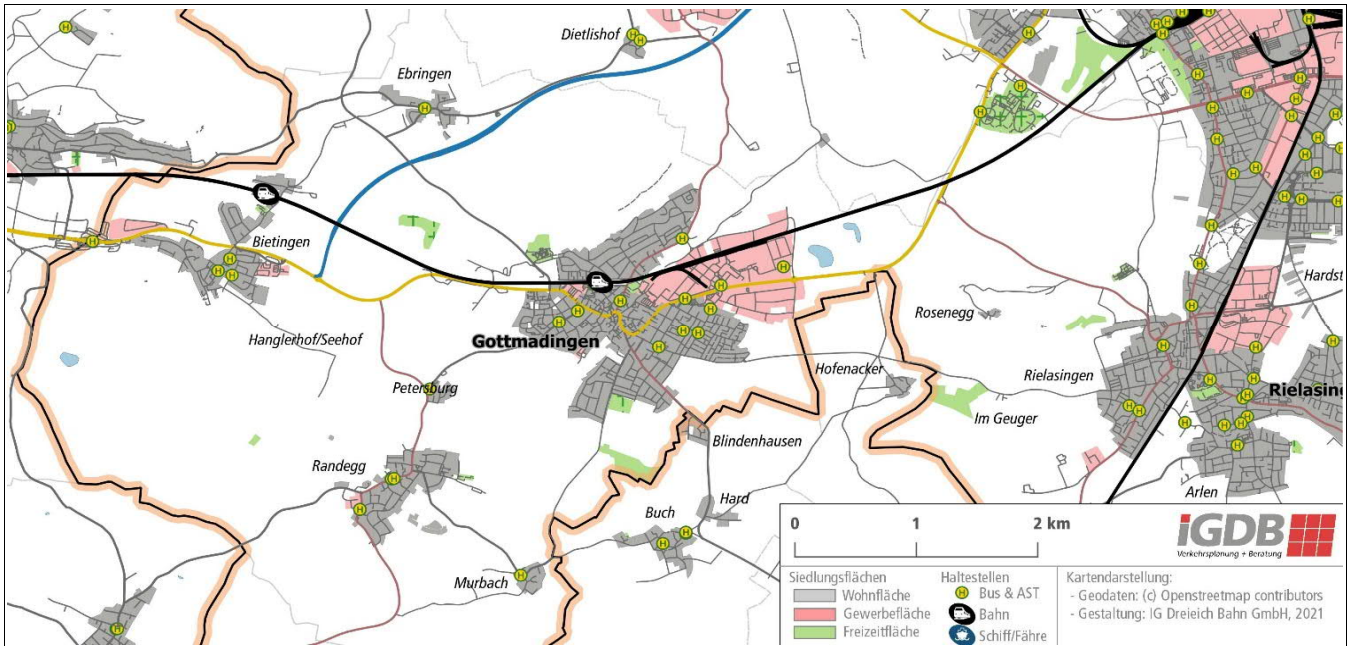 Dietlishof
Ebringen
Bietingen
Hardst
Hanglerhof/Seehof
Rosenegg
Gottmadingen
Hofenacker
Rielasingen
Petersburg
Rielasing
Im Geuger
Blindenhausen
Randegg
Arlen
Hard
Buch
Murbach
0 1 2 km
iGDB
Verkehrsplanung + Beratung
Siedlungsflächen
Wohnfläche
Gewerbefläche
Freizeitfläche
Haltestellen
H Bus & AST
Bahn
Schiff/Fähre
Kartendarstellung:
- Geodaten: (c) Openstreetmap contributors
- Gestaltung: IG Dreieich Bahn GmbH, 2021